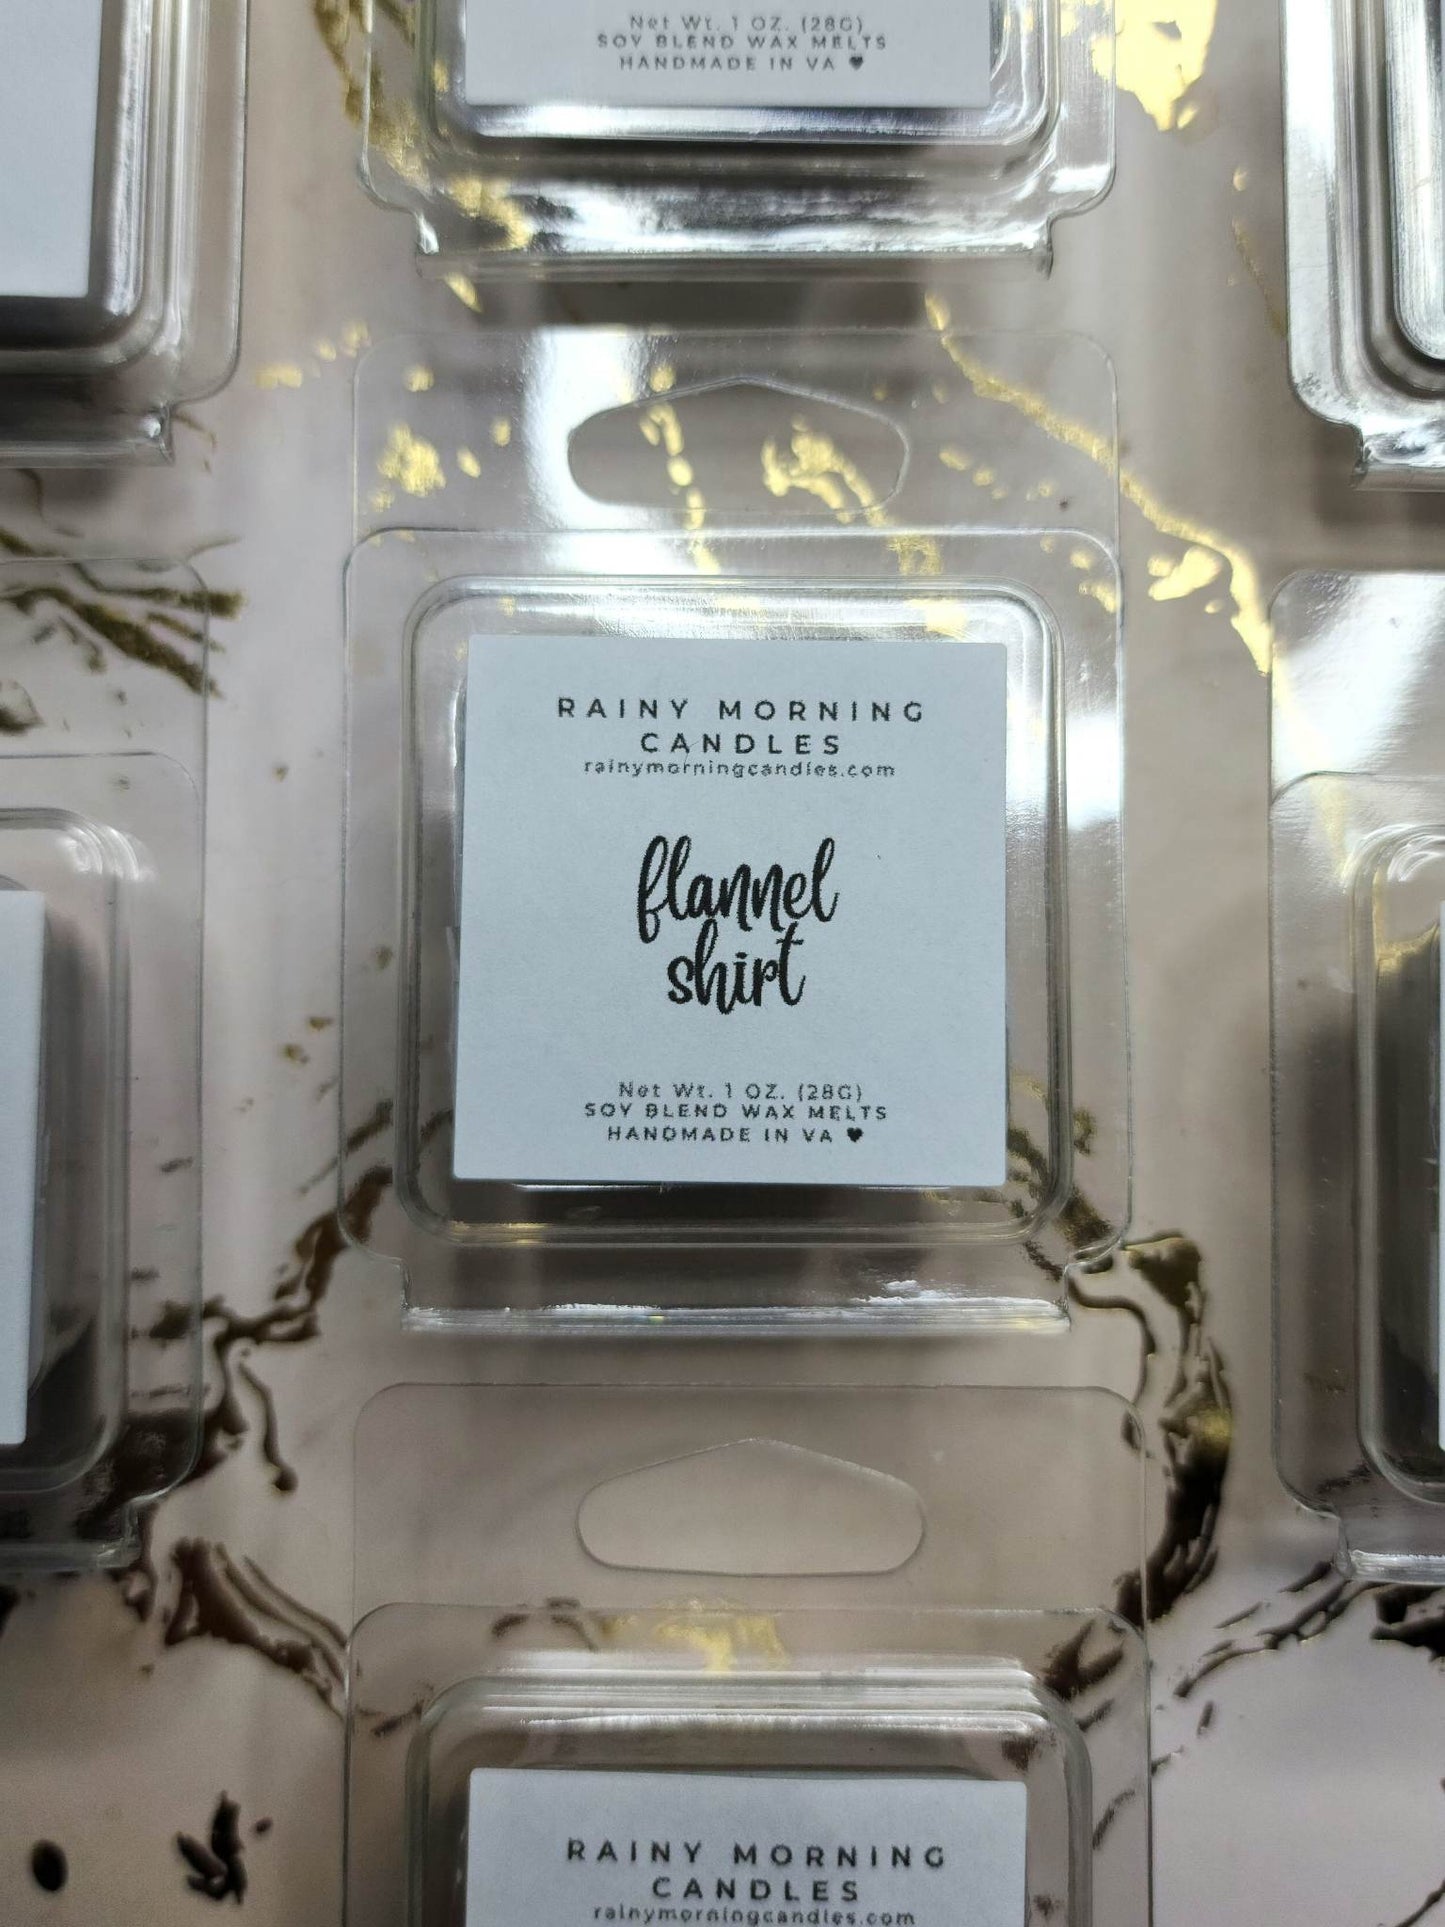 Net Wt. 1 OZ. (28G)
SOY BLEND WAX MELTS
HANDMADE IN VA ♥
RAINY MORNING
CANDLES
rainymorningcandles.com
flannel
shirt
Net Wt. 1 OZ. (28G)
SOY BLEND WAX MELTS
HANDMADE IN VA ♥
RAINY MORNING
CANDLES
rainymorningcandles.com